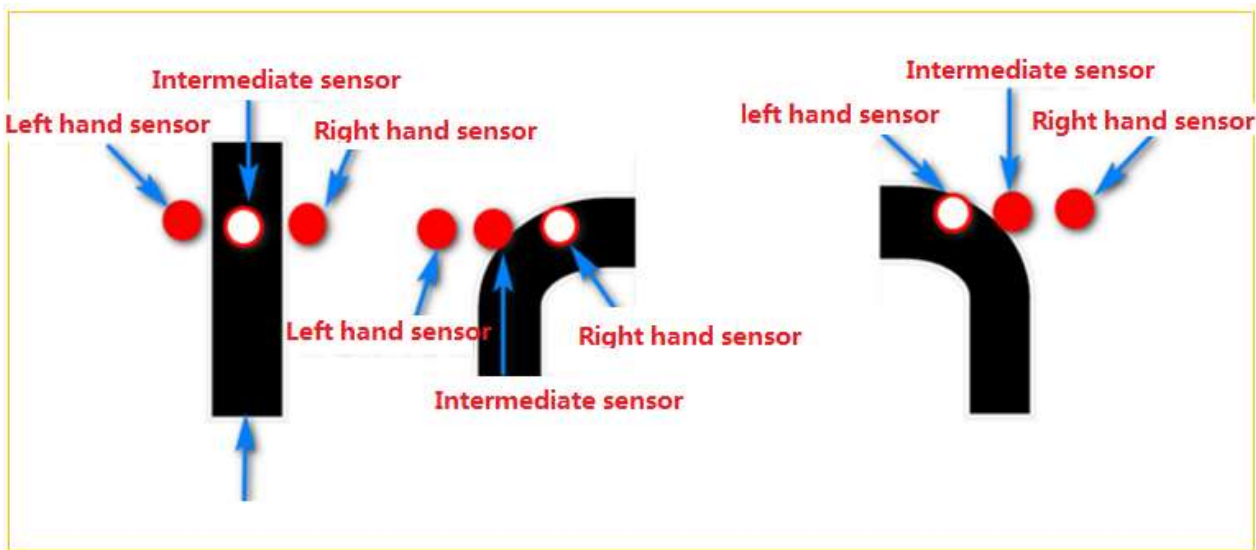 Intermediate sensor
Left hand sensor
Right hand sensor
Left hand sensor
Right hand sensor
Intermediate sensor
Intermediate sensor
left hand sensor
Right hand sensor